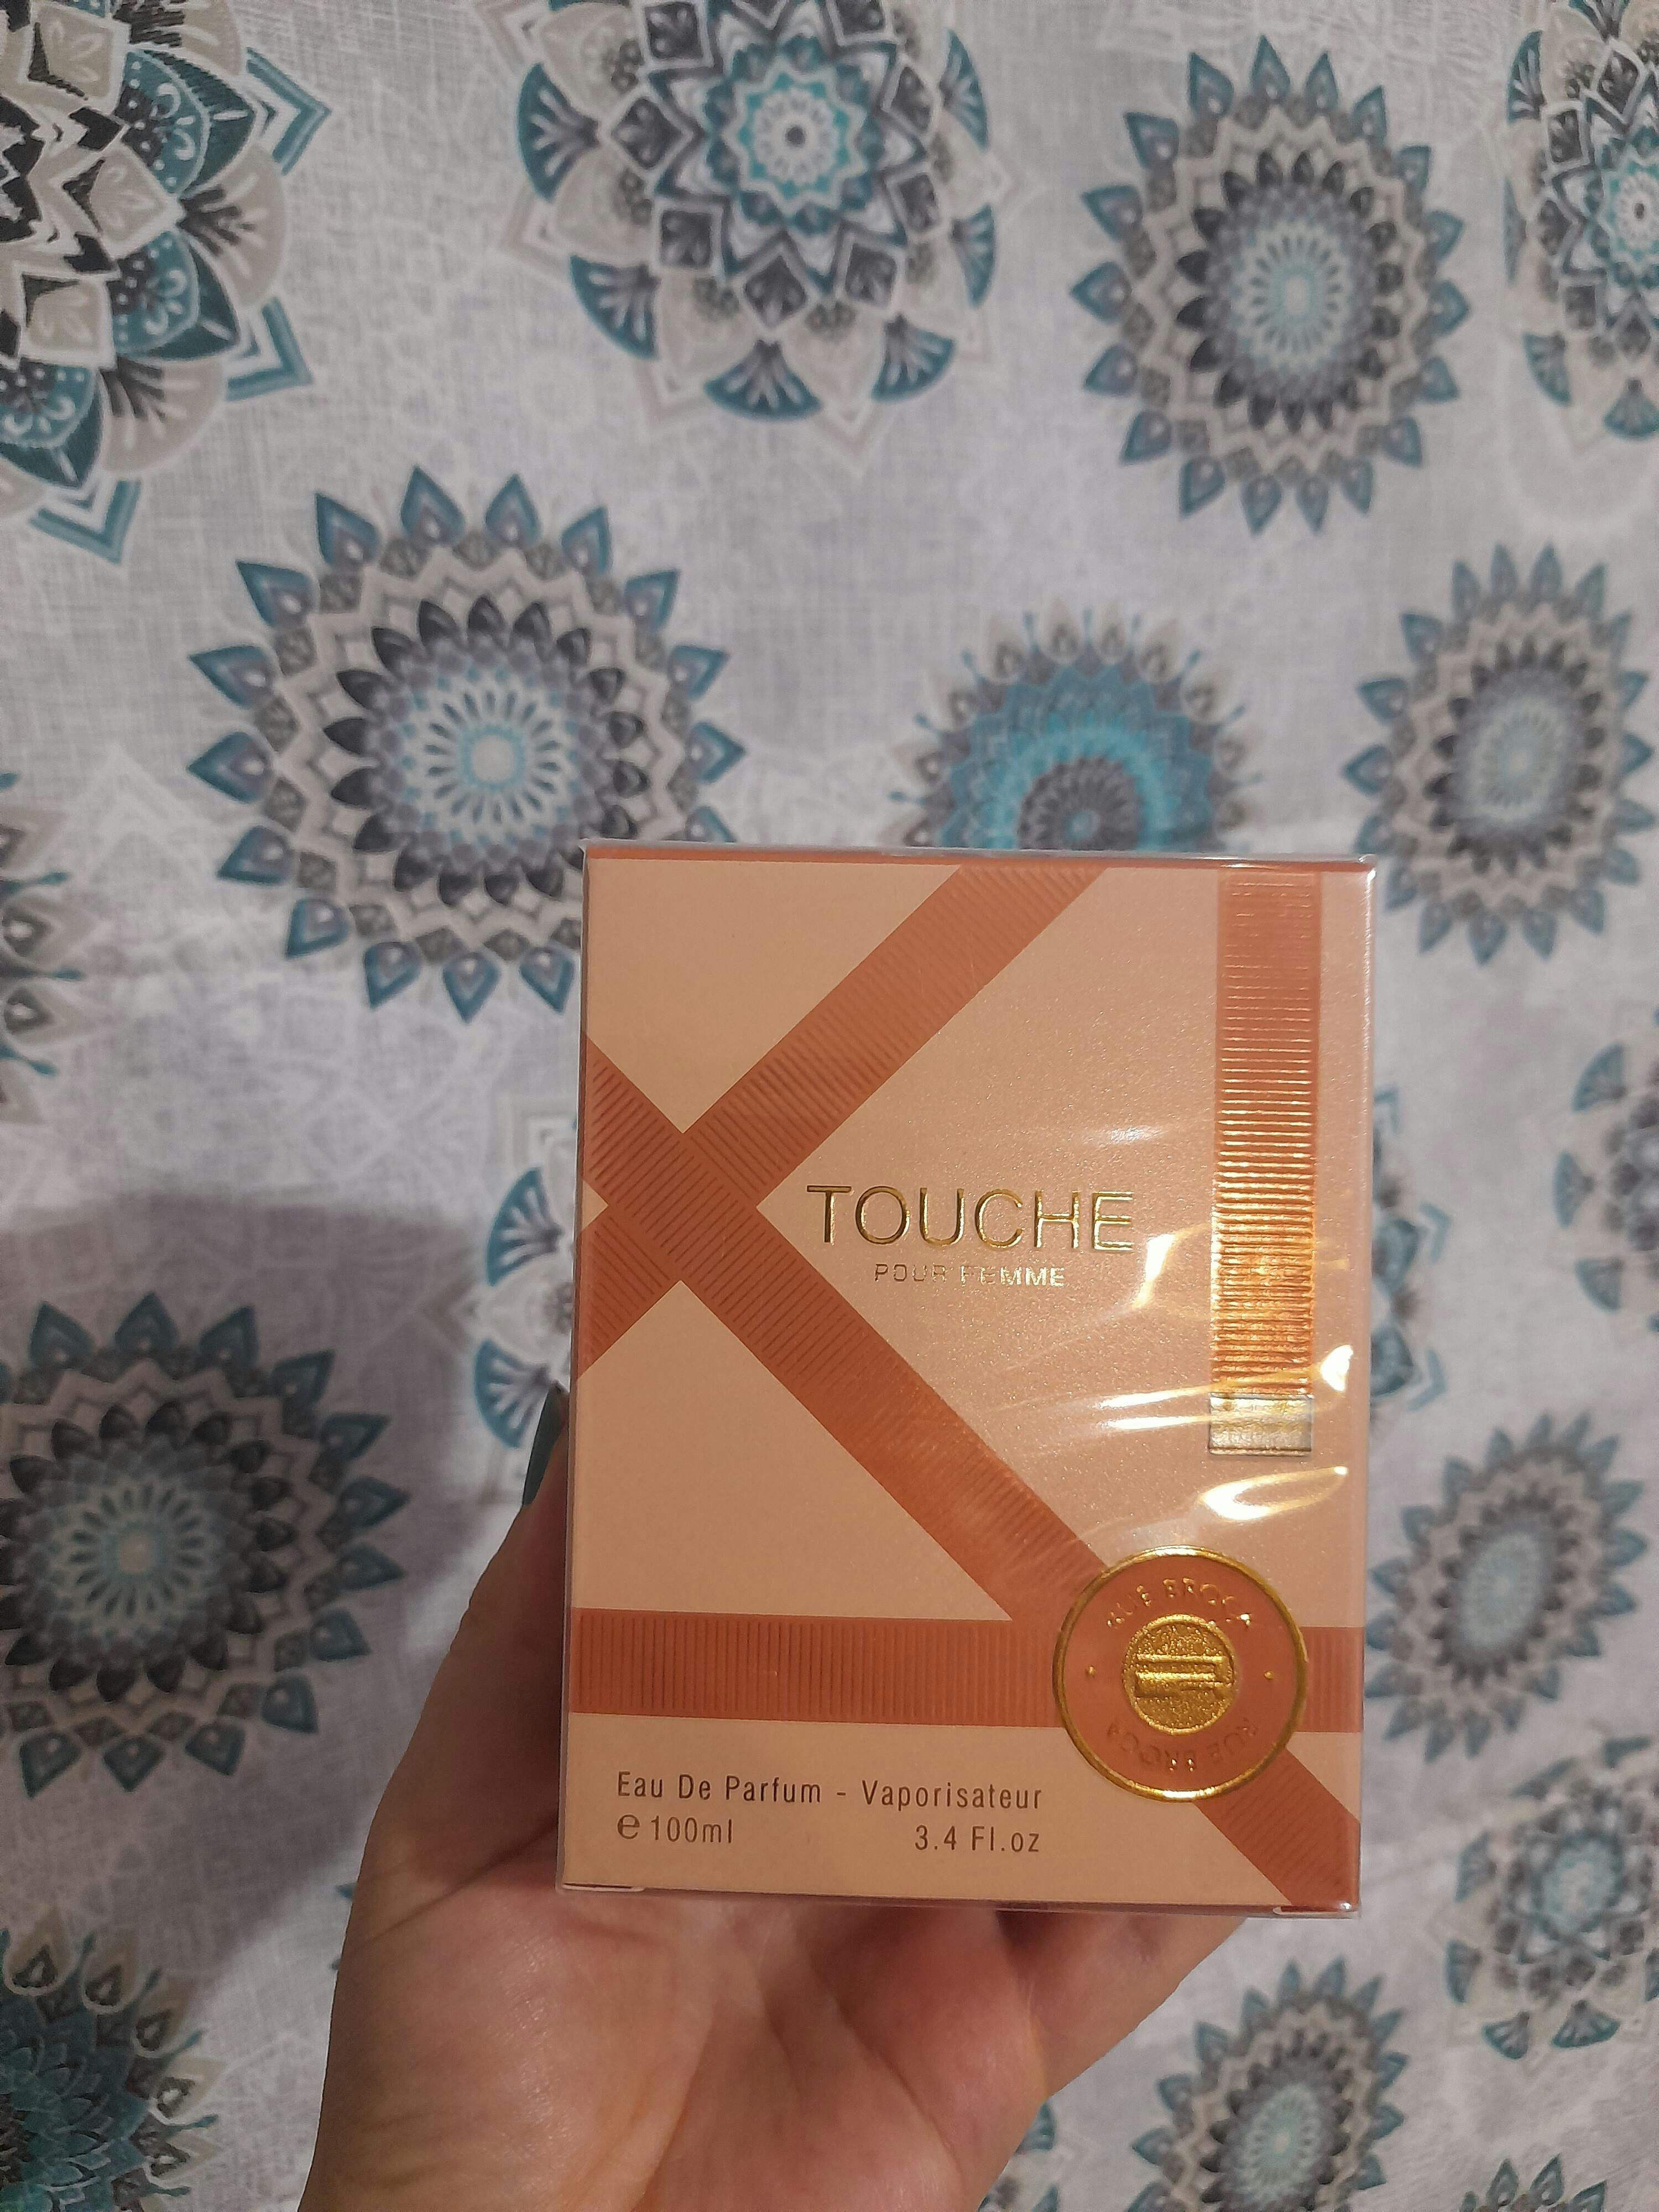 TOUCHE
POUR FEMME
RUE BROCA
RUE BROCA
Eau De Parfum - Vaporisateur
℮ 100ml 3.4 Fl.oz